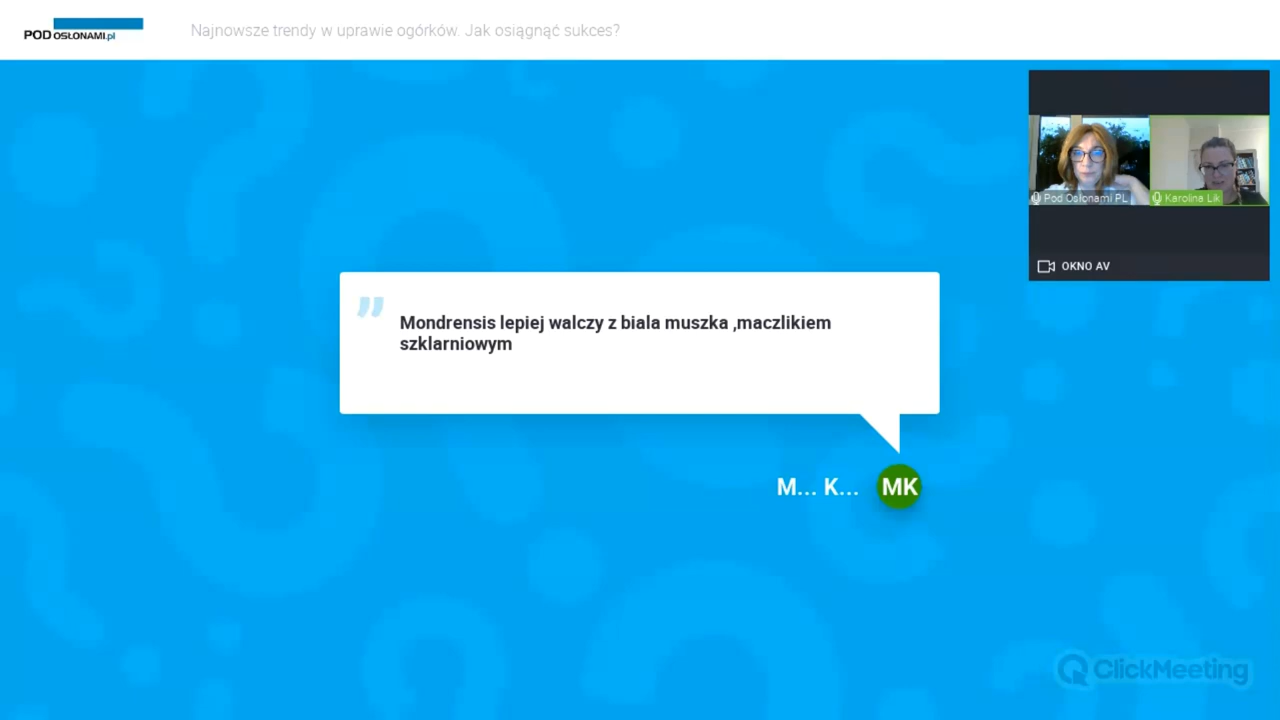 POD OSŁONAMI.pl
Najnowsze trendy w uprawie ogórków. Jak osiągnąć sukces?
Pod Osłonami PL
Karolina Lik
OKNO AV
Mondrensis lepiej walczy z biala muszka ,maczlikiem
szklarniowym
M... K...
MK
ClickMeeting